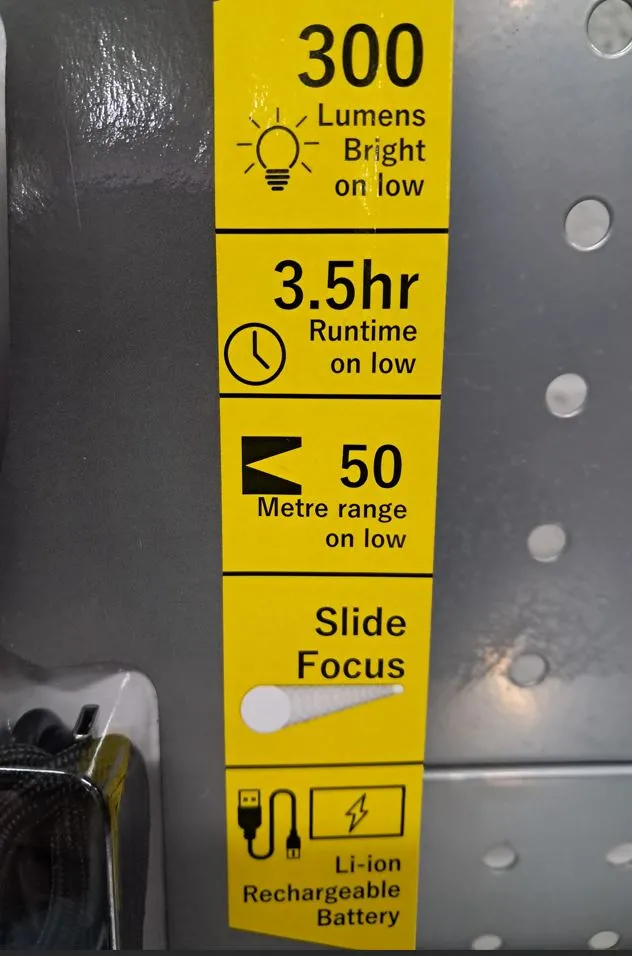 300
Lumens
Bright
on low
3.5hr
Runtime
on low
50
Metre range
on low
Slide
Focus
Li-ion
Rechargeable
Battery